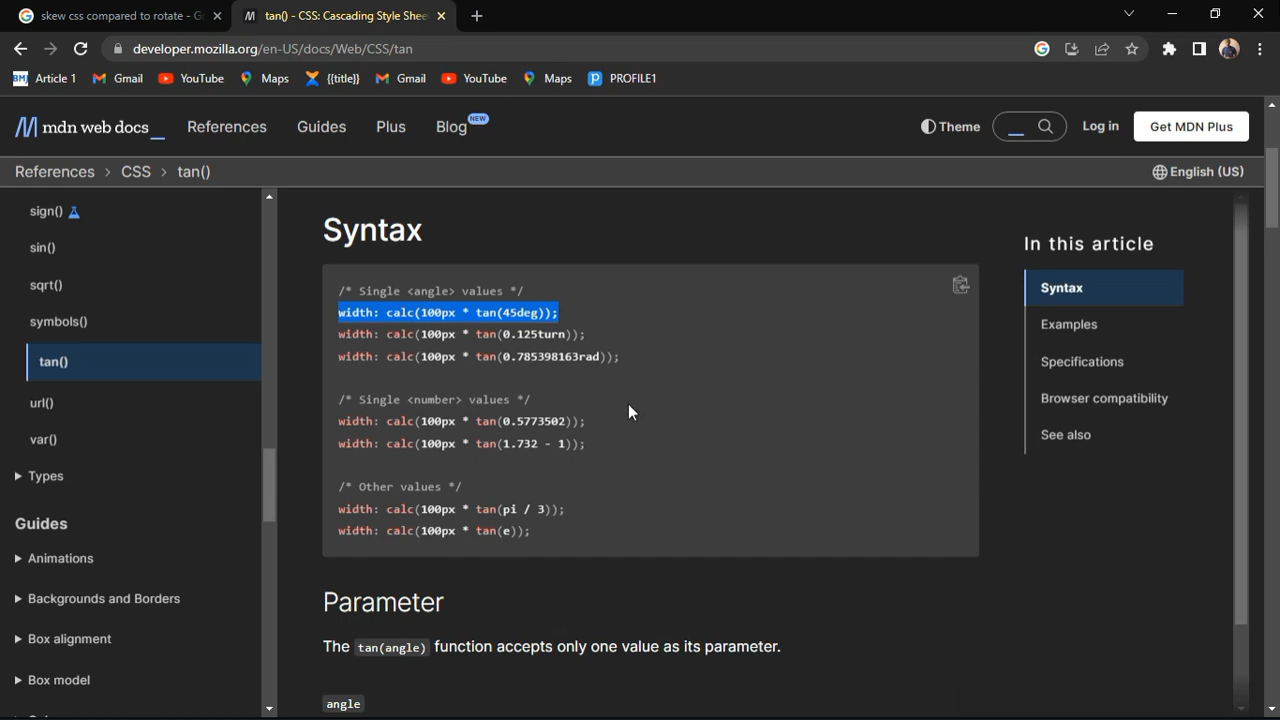 skew css compared to rotate - Go
tan() - CSS: Cascading Style Shee
developer.mozilla.org/en-US/docs/Web/CSS/tan
BMJ Article 1 Gmail YouTube Maps {{title}} Gmail YouTube Maps PROFILE1
mdn web docs_ References Guides Plus Blog NEW Theme Log in Get MDN Plus
References > CSS > tan() English (US)
sign()
sin()
sqrt()
symbols()
tan()
url()
var()
Types
Guides
Animations
Backgrounds and Borders
Box alignment
Box model
Syntax
/* Single <angle> values */
width: calc(100px * tan(45deg));
width: calc(100px * tan(0.125turn));
width: calc(100px * tan(0.785398163rad));
/* Single <number> values */
width: calc(100px * tan(0.5773502));
width: calc(100px * tan(1.732 - 1));
/* Other values */
width: calc(100px * tan(pi / 3));
width: calc(100px * tan(e));
Parameter
The tan(angle) function accepts only one value as its parameter.
angle
In this article
Syntax
Examples
Specifications
Browser compatibility
See also